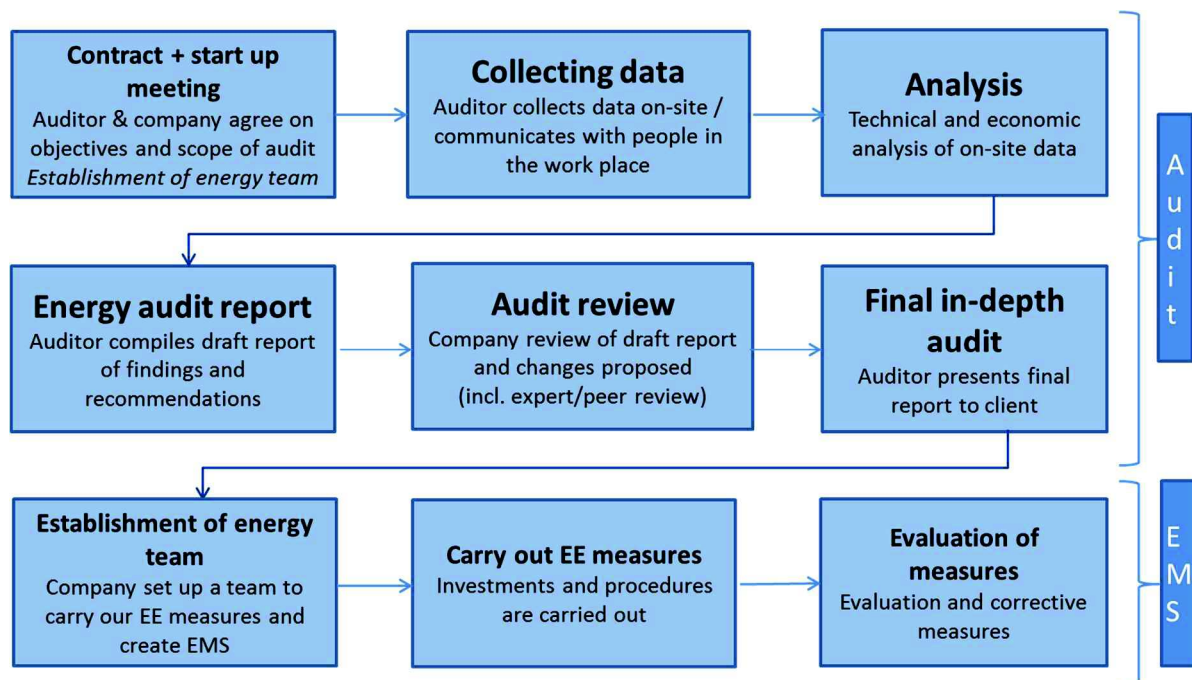 Contract + start up
meeting
Auditor & company agree on
objectives and scope of audit
Establishment of energy team
Collecting data
Auditor collects data on-site /
communicates with people in
the work place
Analysis
Technical and economic
analysis of on-site data
Energy audit report
Auditor compiles draft report
of findings and
recommendations
Audit review
Company review of draft report
and changes proposed
(incl. expert/peer review)
Final in-depth
audit
Auditor presents final
report to client
Audit
Establishment of energy
team
Company set up a team to
carry our EE measures and
create EMS
Carry out EE measures
Investments and procedures
are carried out
Evaluation of
measures
Evaluation and corrective
measures
EMS